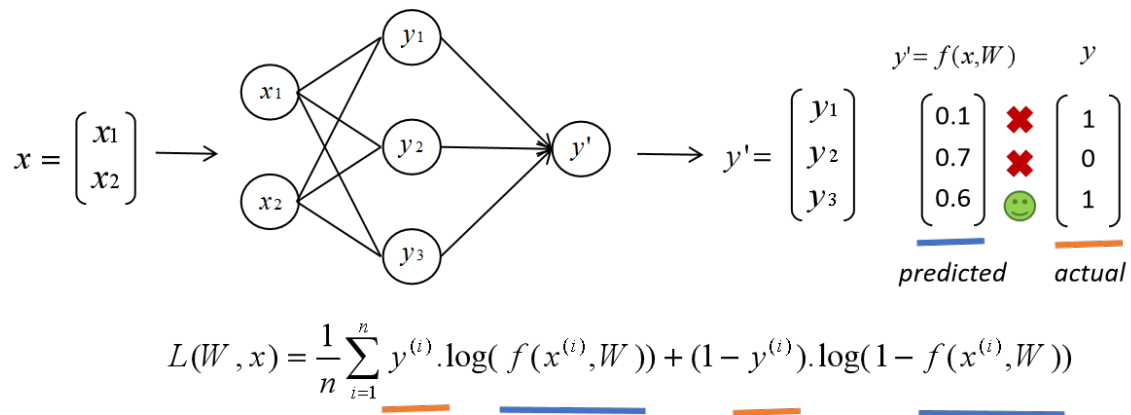 x = [x1 x2]
x1
x2
y1
y2
y3
y'
y' = [y1 y2 y3]
y' = f(x,W) y
0.1 1
0.7 0
0.6 1
predicted actual
L(W, x) = 1/n ∑_{i=1}^{n} y^{(i)}.log( f(x^{(i)},W)) + (1− y^{(i)}).log(1− f(x^{(i)},W))